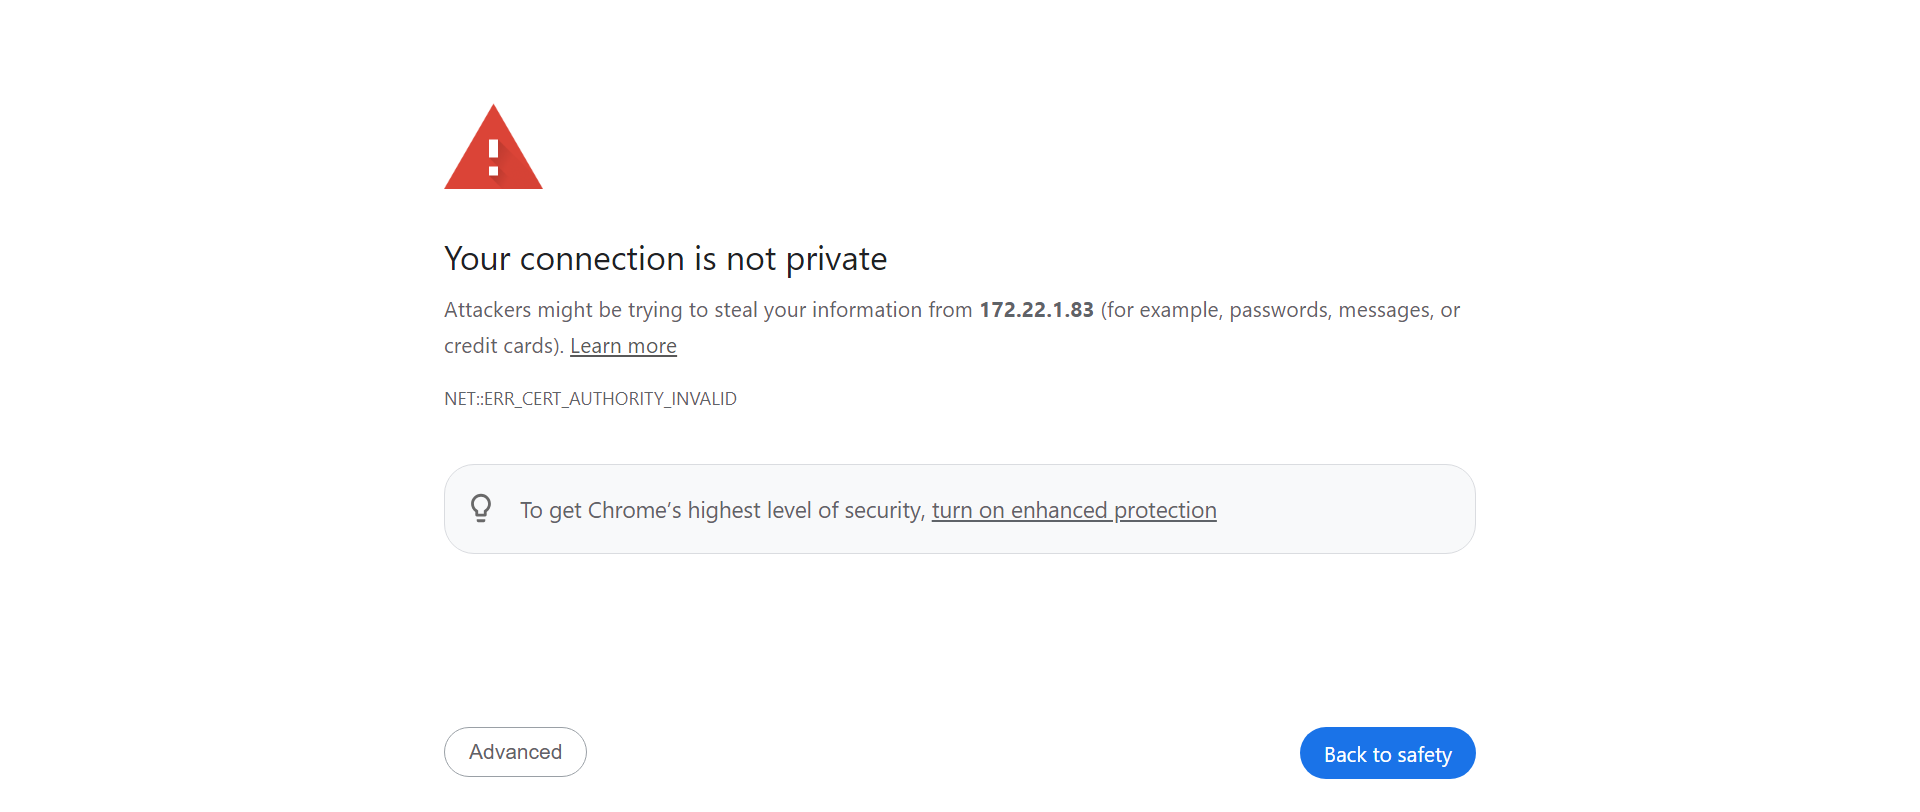 Your connection is not private
Attackers might be trying to steal your information from 172.22.1.83 (for example, passwords, messages, or
credit cards). Learn more
NET::ERR_CERT_AUTHORITY_INVALID
To get Chrome’s highest level of security, turn on enhanced protection
Advanced
Back to safety